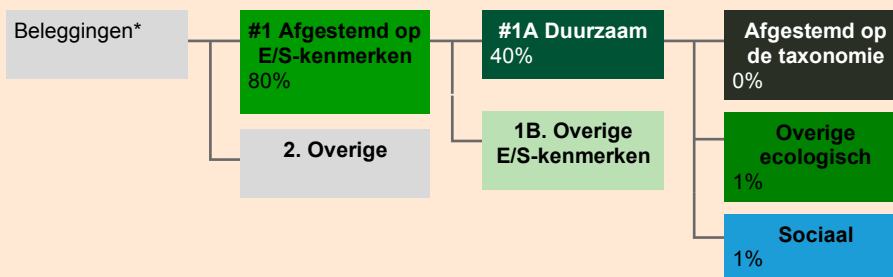 Beleggingen*
#1 Afgestemd op
E/S-kenmerken
80%
2. Overige
#1A Duurzaam
40%
1B. Overige
E/S-kenmerken
Afgestemd op
de taxonomie
0%
Overige
ecologisch
1%
Sociaal
1%